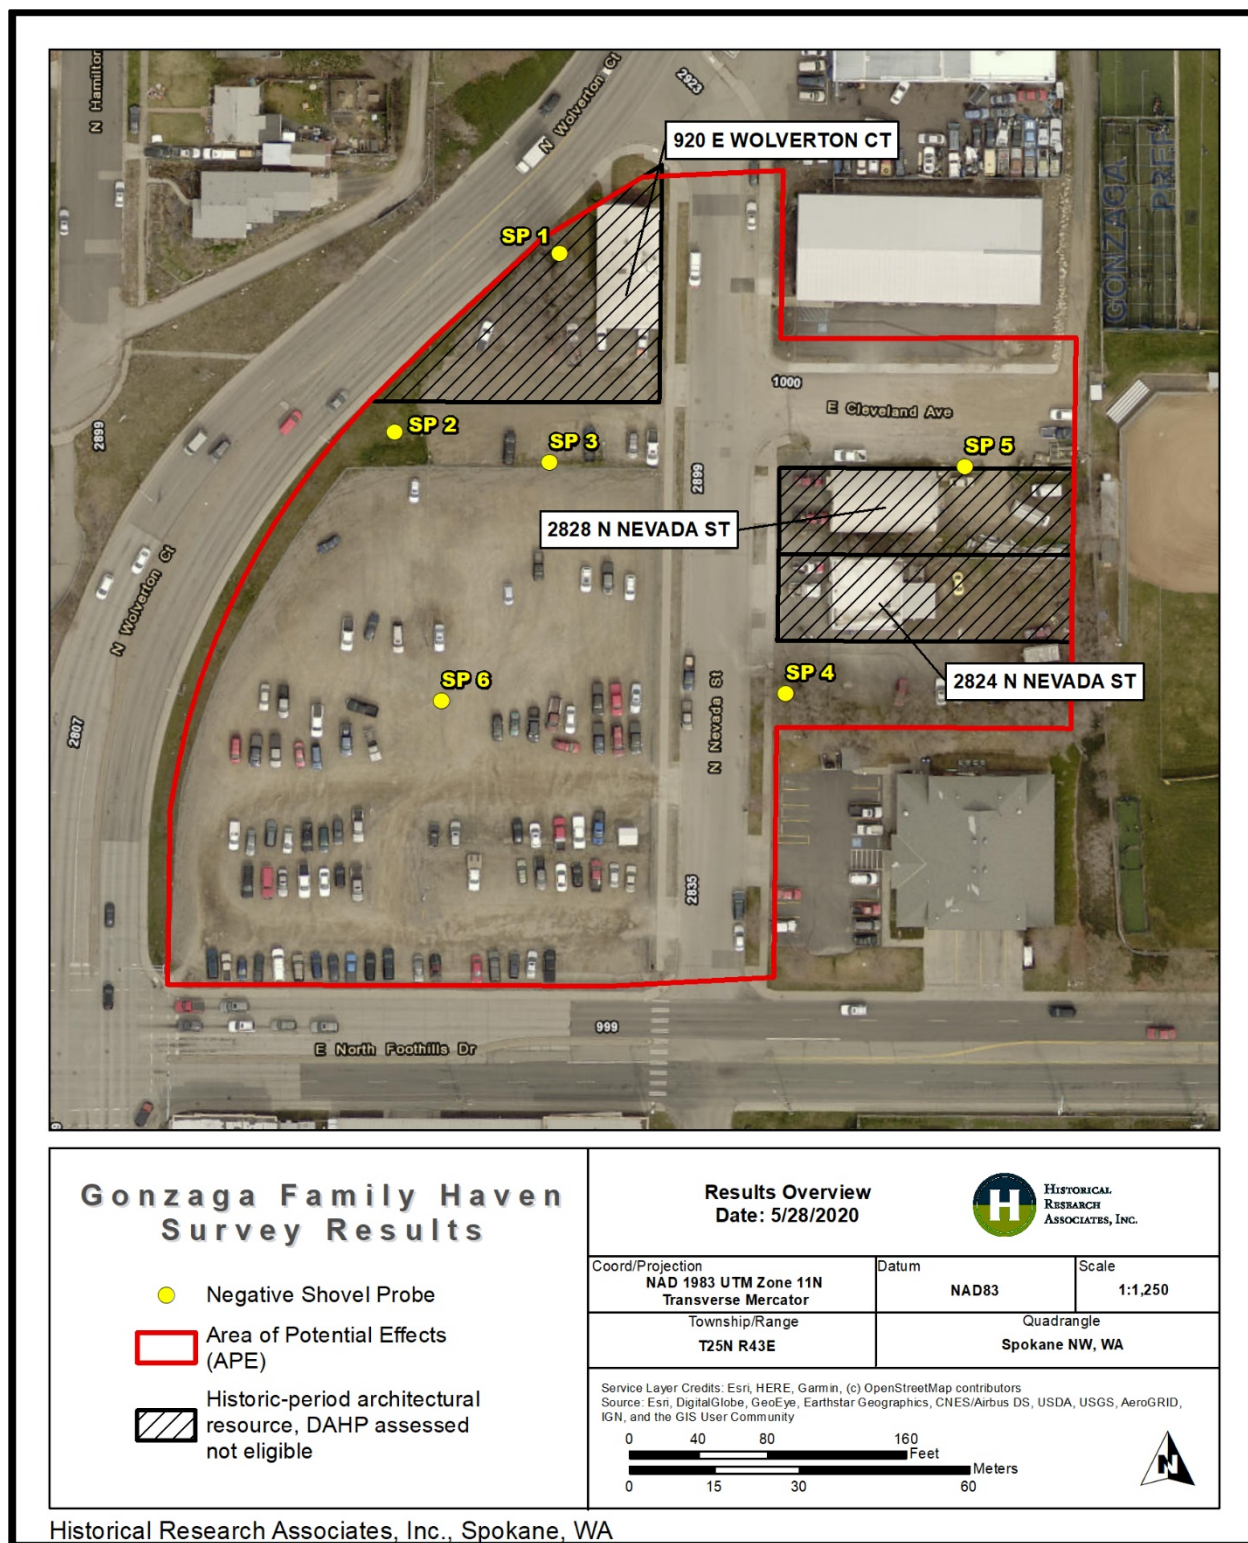 N Hamilton
N Wolverton Ct
2923
GONZAGA
PREP
920 E WOLVERTON CT
SP 1
1000
E Cleveland Ave
SP 2
SP 3
SP 5
2899
2899
2828 N NEVADA ST
N Wolverton Ct
2824 N NEVADA ST
SP 6
SP 4
N Nevada St
2807
2835
999
E North Foothills Dr
9
Gonzaga Family Haven
Survey Results
Negative Shovel Probe
Area of Potential Effects
(APE)
Historic-period architectural
resource, DAHP assessed
not eligible
Results Overview
Date: 5/28/2020
H
HISTORICAL
RESEARCH
ASSOCIATES, INC.
Coord/Projection
NAD 1983 UTM Zone 11N
Transverse Mercator
Datum
NAD83
Scale
1:1,250
Township/Range
T25N R43E
Quadrangle
Spokane NW, WA
Service Layer Credits: Esri, HERE, Garmin, (c) OpenStreetMap contributors
Source: Esri, DigitalGlobe, GeoEye, Earthstar Geographics, CNES/Airbus DS, USDA, USGS, AeroGRID,
IGN, and the GIS User Community
0 40 80 160
Feet
Meters
0 15 30 60
N
Historical Research Associates, Inc., Spokane, WA